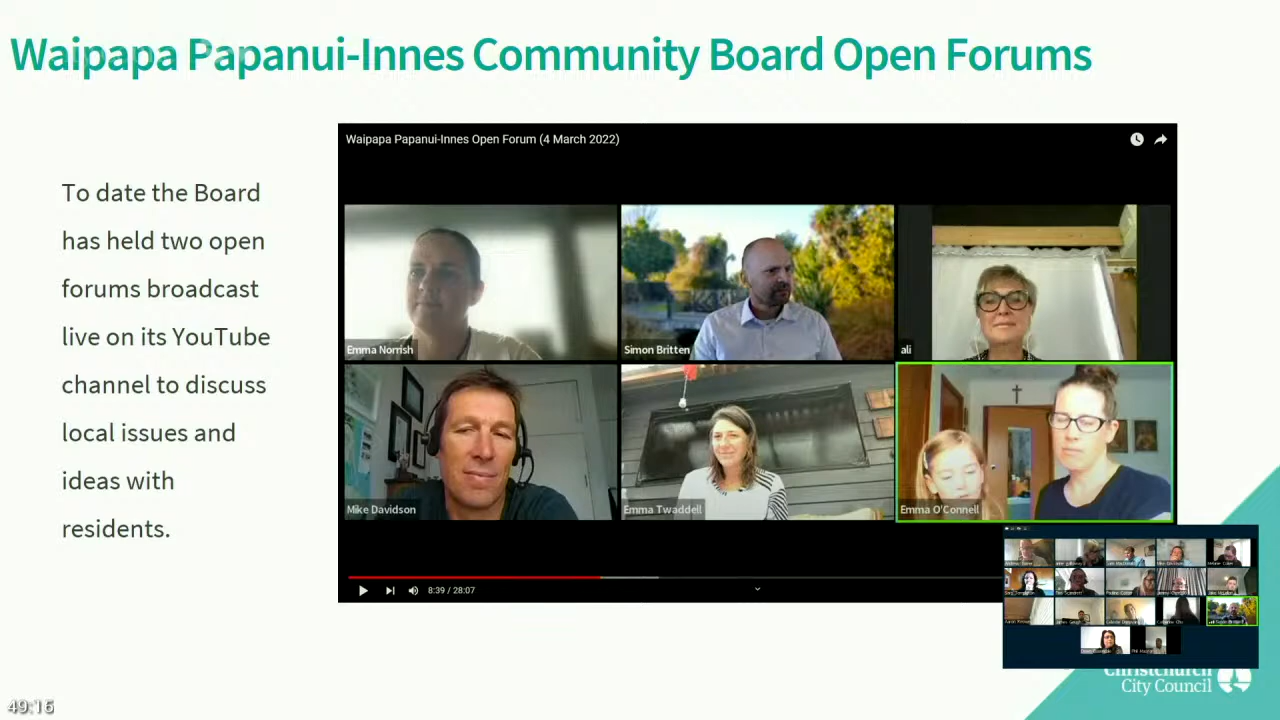 Waipapa Papanui-Innes Community Board Open Forums
To date the Board
has held two open
forums broadcast
live on its YouTube
channel to discuss
local issues and
ideas with
residents.
Waipapa Papanui-Innes Open Forum (4 March 2022)
Emma Norrish
Simon Britten
ali
Mike Davidson
Emma Twaddell
Emma O'Connell
8:39 / 28:07
Christchurch
City Council
49:16